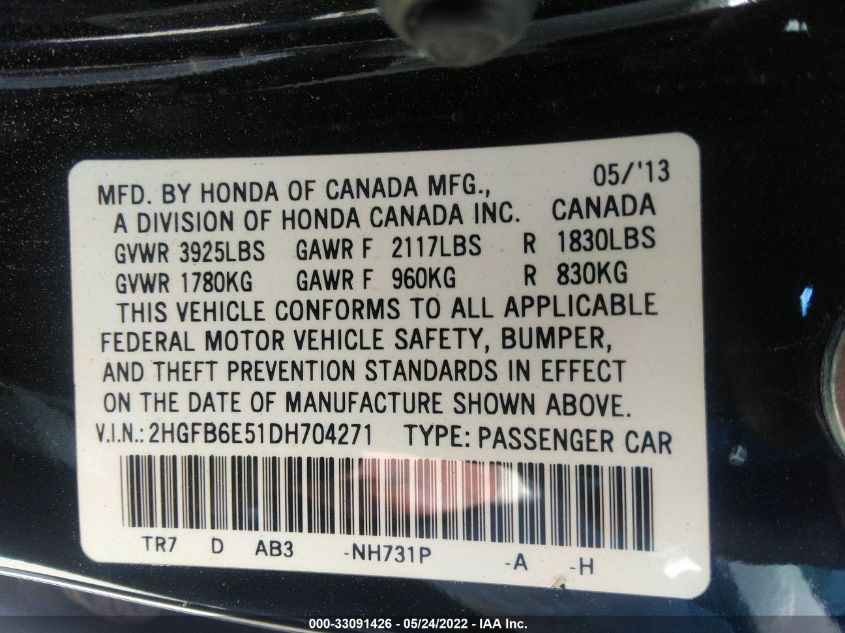 05/'13
MFD. BY HONDA OF CANADA MFG.,
A DIVISION OF HONDA CANADA INC. CANADA
GVWR 3925LBS GAWR F 2117LBS R 1830LBS
GVWR 1780KG GAWR F 960KG R 830KG
THIS VEHICLE CONFORMS TO ALL APPLICABLE
FEDERAL MOTOR VEHICLE SAFETY, BUMPER,
AND THEFT PREVENTION STANDARDS IN EFFECT
ON THE DATE OF MANUFACTURE SHOWN ABOVE.
V.I.N.: 2HGFB6E51DH704271 TYPE: PASSENGER CAR
TR7 D AB3 -NH731P -A -H
000-33091426 - 05/24/2022 - IAA Inc.